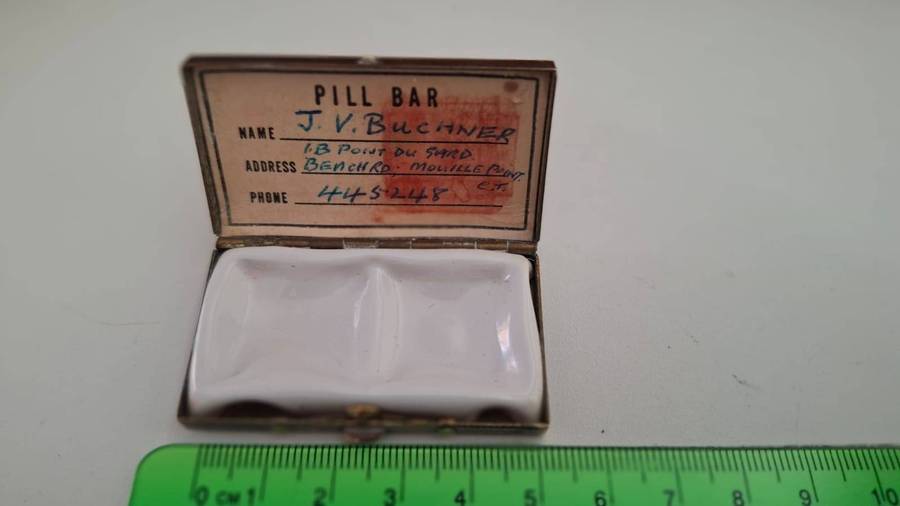 PILL BAR
NAME J. V. BUCHNER
1.B POINT DU GARD
ADDRESS BEACH RD. MOUILLE POINT.
C.T.
PHONE 445248
0 CM 1 2 3 4 5 6 7 8 9 10